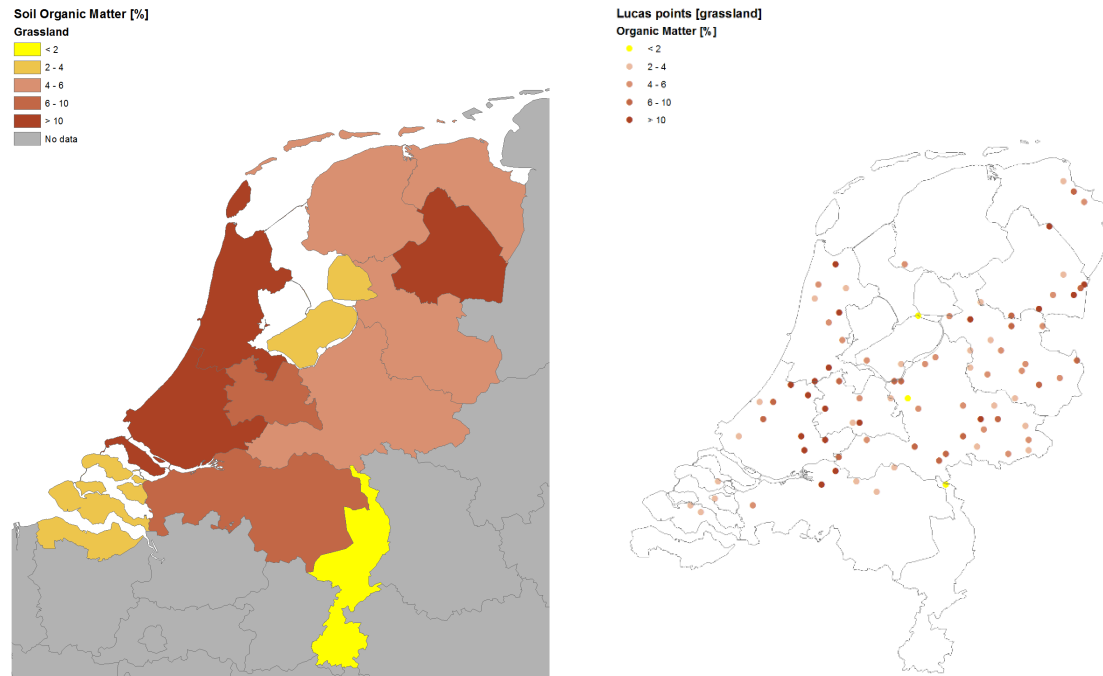 Soil Organic Matter [%]
Grassland
< 2
2 - 4
4 - 6
6 - 10
> 10
No data
Lucas points [grassland]
Organic Matter [%]
< 2
2 - 4
4 - 6
6 - 10
> 10